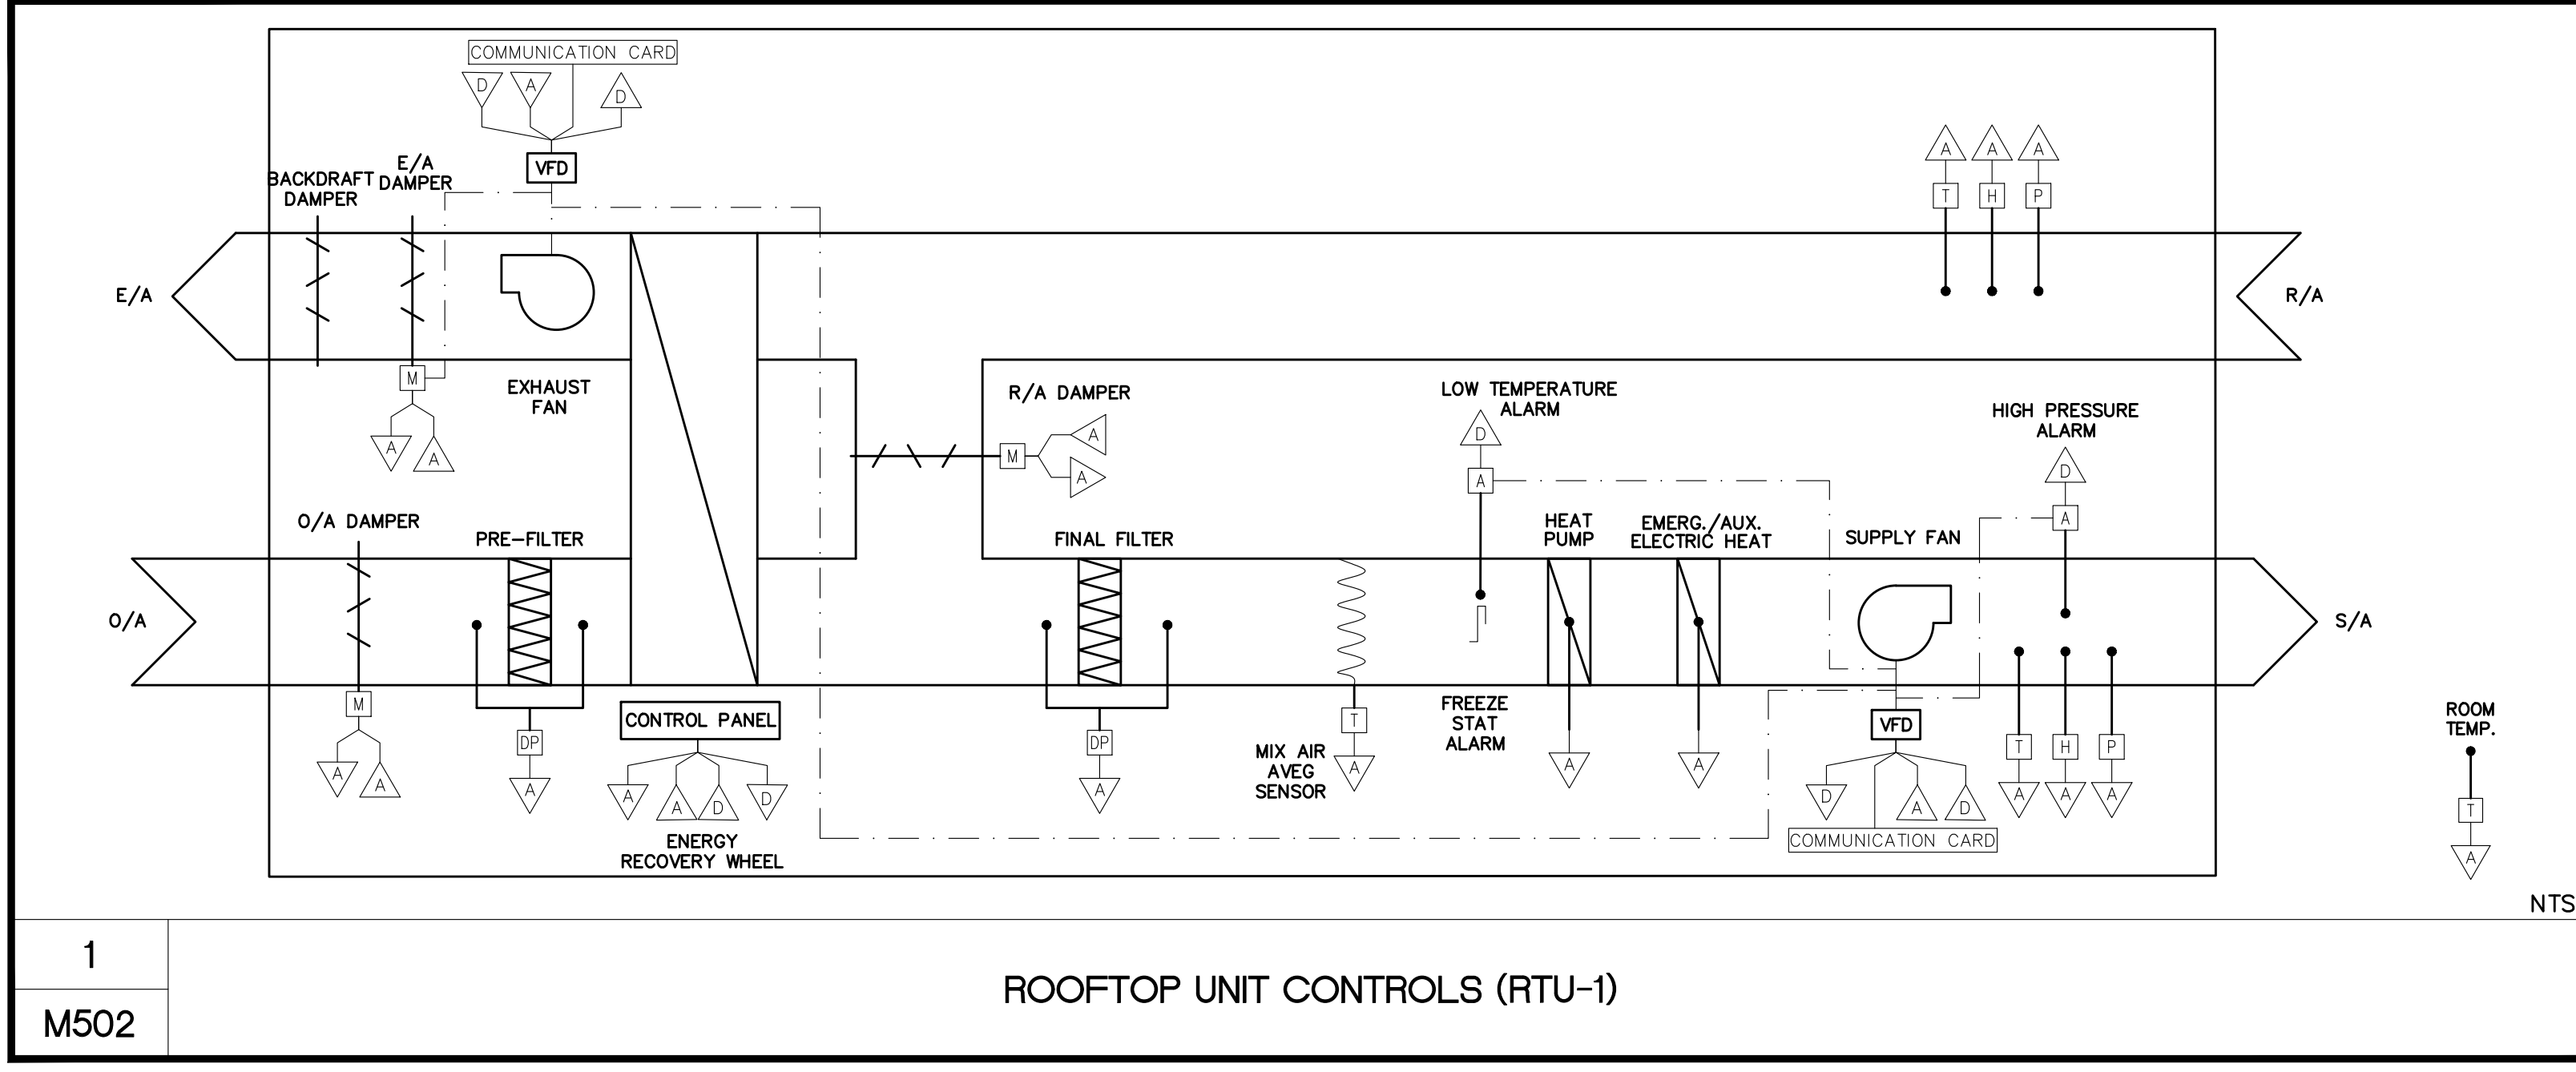 COMMUNICATION CARD
D
A
D
VFD
E/A
DAMPER
BACKDRAFT
DAMPER
A
A
A
T
H
P
E/A
R/A
M
A
A
EXHAUST
FAN
R/A DAMPER
M
A
A
LOW TEMPERATURE
ALARM
D
A
HIGH PRESSURE
ALARM
D
A
O/A DAMPER
PRE-FILTER
FINAL FILTER
HEAT
PUMP
EMERG./AUX.
ELECTRIC HEAT
SUPPLY FAN
O/A
S/A
M
A
A
DP
A
CONTROL PANEL
A
A
D
D
ENERGY
RECOVERY WHEEL
DP
A
MIX AIR
AVEG
SENSOR
T
A
FREEZE
STAT
ALARM
A
A
VFD
D
A
D
COMMUNICATION CARD
T
H
P
A
A
A
ROOM
TEMP.
T
A
NTS
1
M502
ROOFTOP UNIT CONTROLS (RTU-1)